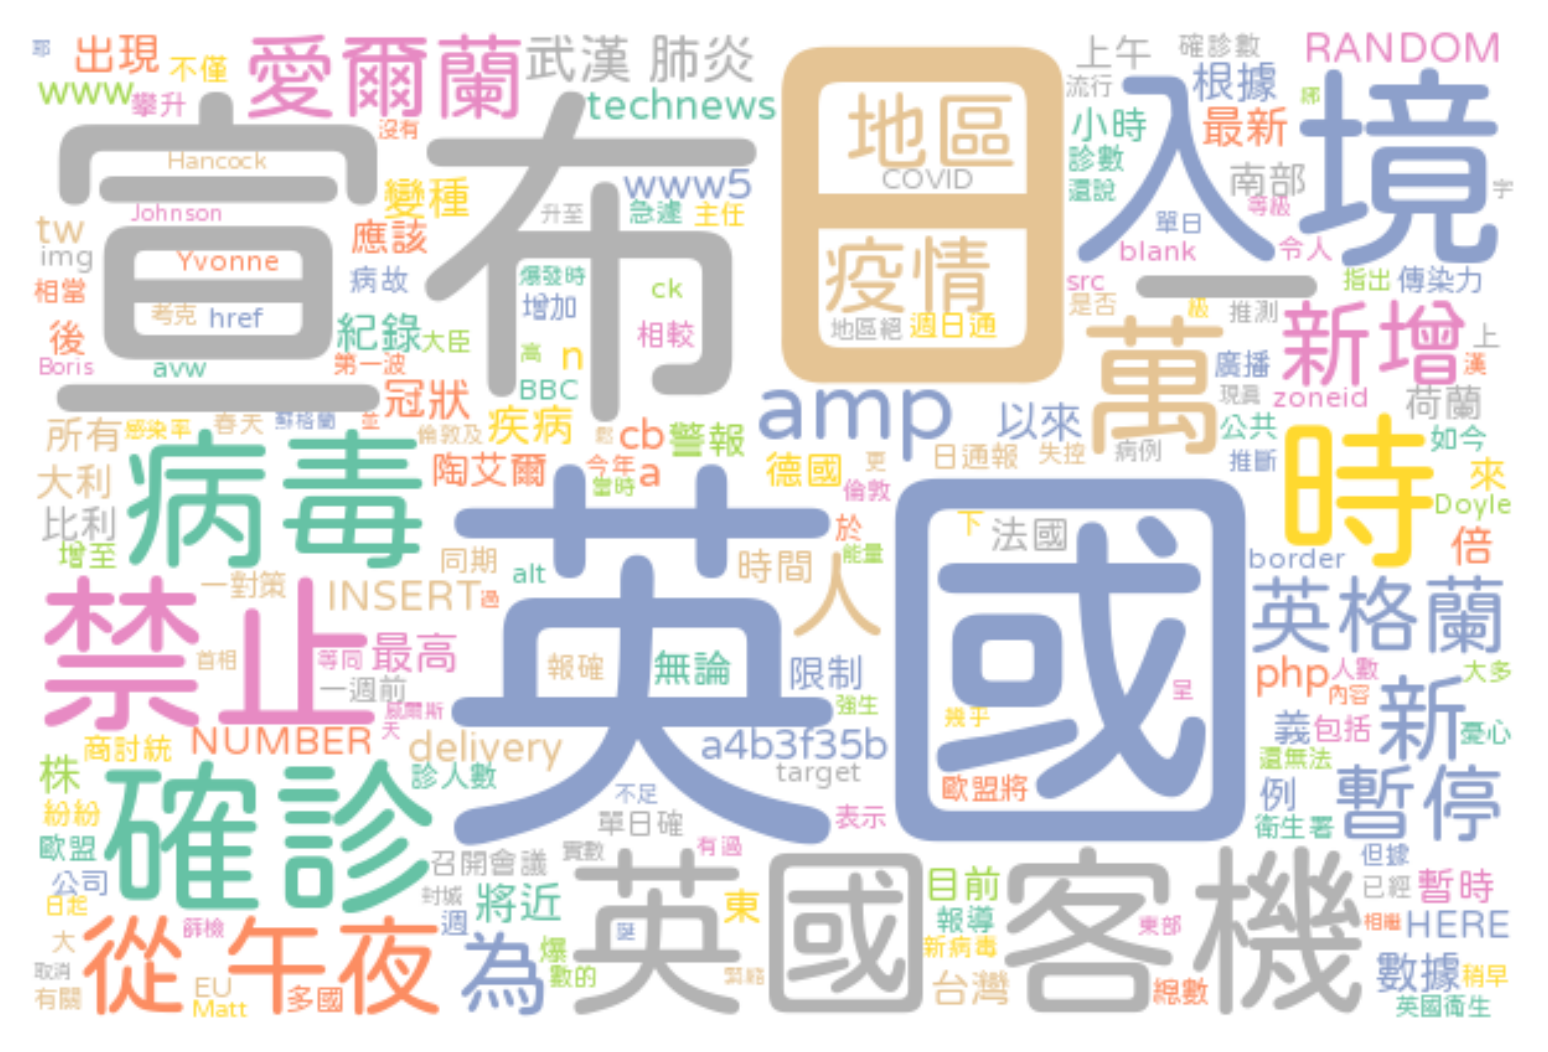 耶
出現
不僅
愛爾蘭
武漢
肺炎
上午
確診數
RANDOM
www
攀升
technews
流行
根據
哪
沒有
小時
最新
宣布
日
地區
COVID
入境
Hancock
變種
www5
診數
還說
南部
等級
字
Johnson
升至
急遽
主任
單日
tw
img
應該
Yvonne
疫情
blank
令人
相當
病故
爆發時
ck
src
一
指出
傳染力
考克
href
增加
地區絕
週日通
是否
級
推測
新增
上
後
紀錄
大臣
相較
萬
Boris
avw
第一波
高
n
BBC
廣播
漢
冠狀
amp
以來
現真
zoneid
荷蘭
所有
感染率
春天
蘇格蘭
並
倫敦及
疾病
cb
警報
公共
時
如今
病毒
日通報
失控
病例
推斷
大利
陶艾爾
今年
a
當時
德國
更
倫敦
來
比利
英國
下
法國
於
Doyle
增至
同期
alt
時間
能量
border
倍
一對策
INSERT
過
人
禁止
英格蘭
首相
等同
最高
報確
無論
限制
php
人數
大多
一週前
威爾斯
強生
呈
內容
新
天
幾乎
義
包括
憂心
商討統
NUMBER
delivery
a4b3f35b
target
還無法
株
確診
診人數
歐盟將
例
暫停
紛紛
不足
表示
衛生署
單日確
歐盟
召開會議
實數
有過
但據
公司
封城
將近
英國客機
目前
已經
暫時
日起
週
東
報導
東部
相繼
HERE
從
篩檢
午夜
為
爆
誕
新病毒
大
數的
取消
有關
EU
Matt
多國
台灣
總數
數據
稍早
英國衛生